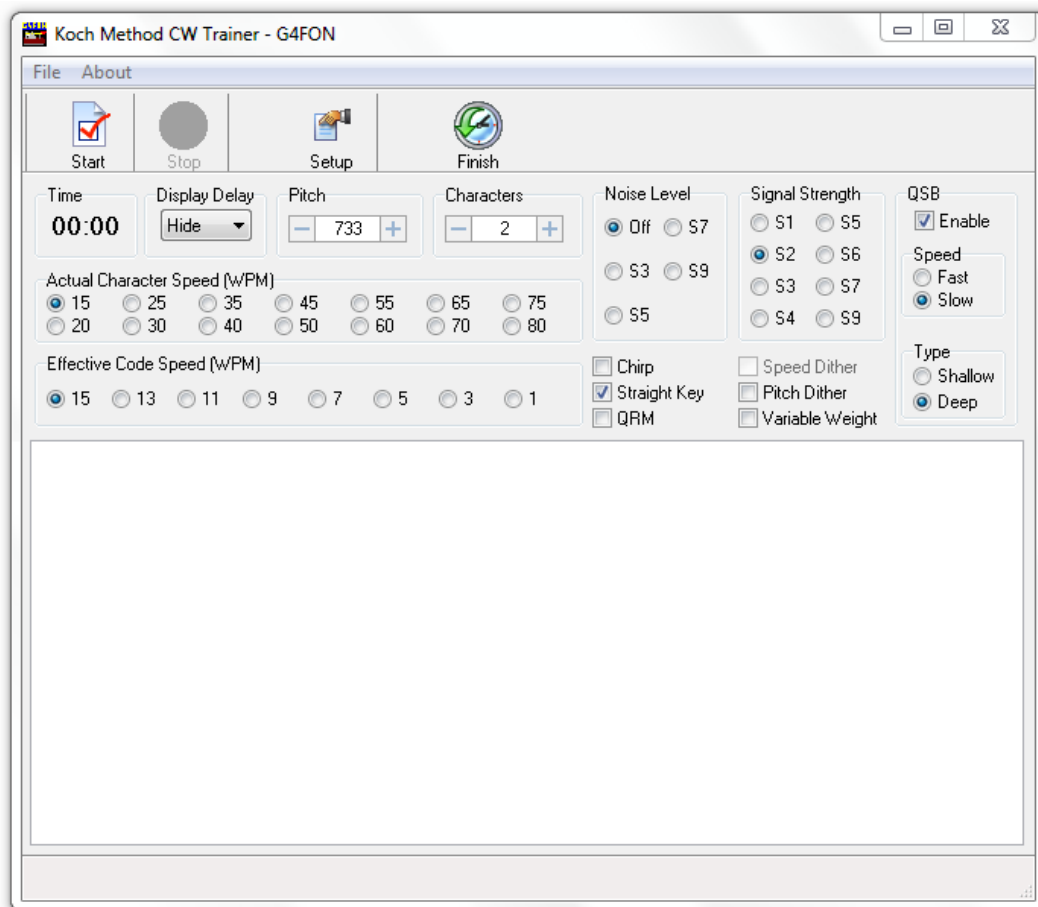 Koch Method CW Trainer - G4FON
File About
Start Stop Setup Finish
Time Display Delay Pitch Characters Noise Level Signal Strength QSB
00:00 Hide 733 2 Off S7 S1 S5 Enable
S2 S6 Speed
S3 S9 Fast
Actual Character Speed (WPM) S3 S7 Slow
15 25 35 45 55 65 75
20 30 40 50 60 70 80 S5 S4 S9
Effective Code Speed (WPM) Chirp Speed Dither Type
15 13 11 9 7 5 3 1 Straight Key Pitch Dither Shallow
QRM Variable Weight Deep